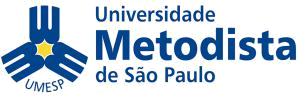 UMESP
Universidade
Metodista
de São Paulo